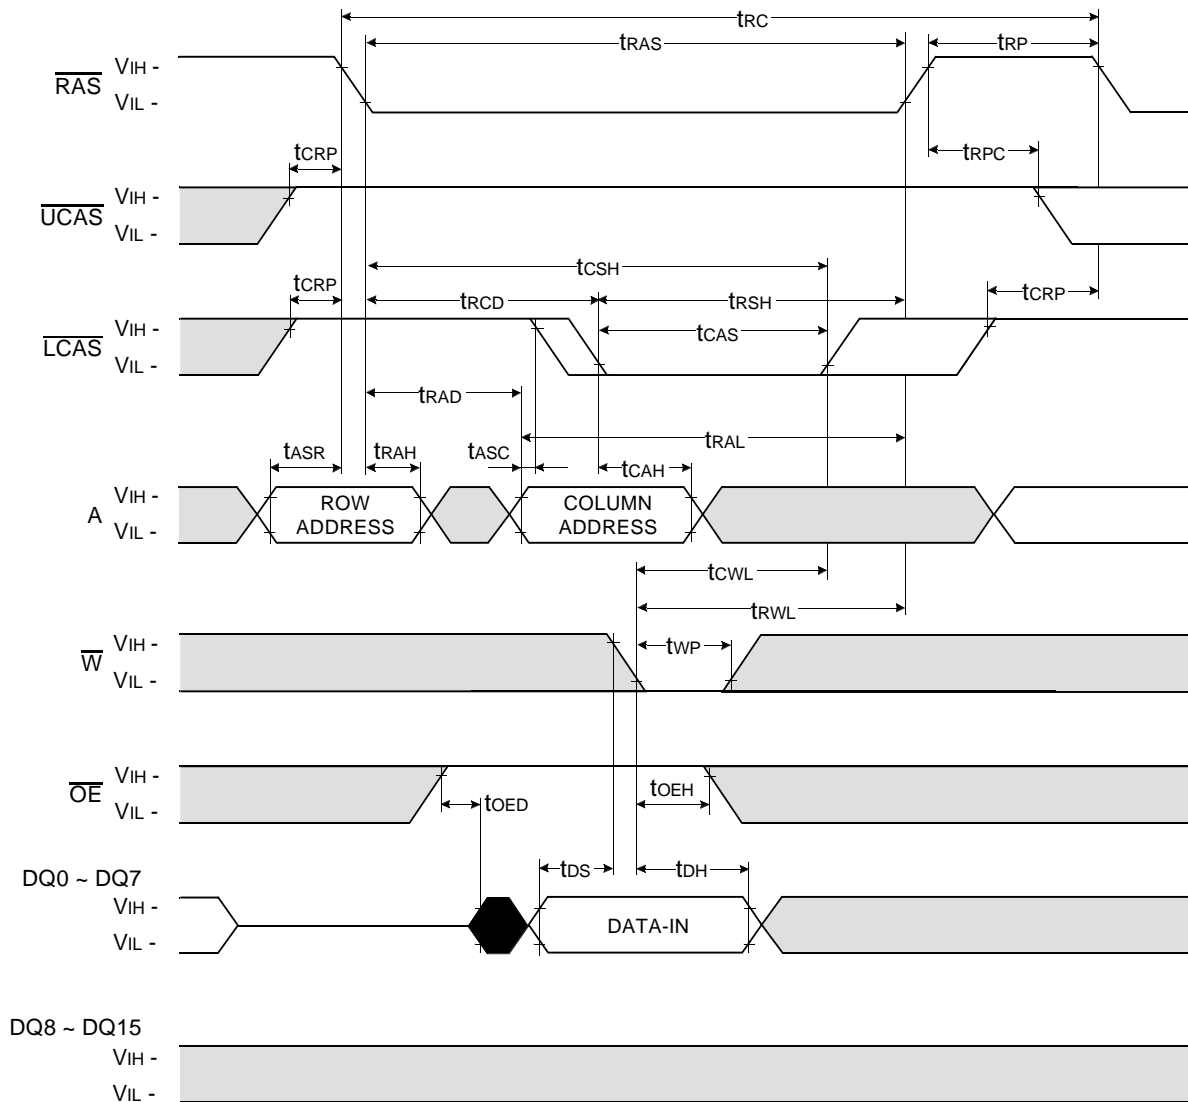 tRC
tRAS
tRP
RAS
VIH -
VIL -
tCRP
tRPC
UCAS
VIH -
VIL -
tCSH
tCRP
tRCD
tRSH
tCRP
LCAS
VIH -
VIL -
tCAS
tRAD
tRAL
tASR
tRAH
tASC
tCAH
A
VIH -
VIL -
ROW
ADDRESS
COLUMN
ADDRESS
tCWL
tRWL
W
VIH -
VIL -
tWP
OE
VIH -
VIL -
tOED
tOEH
tDS
tDH
DQ0 ~ DQ7
VIH -
VIL -
DATA-IN
DQ8 ~ DQ15
VIH -
VIL -